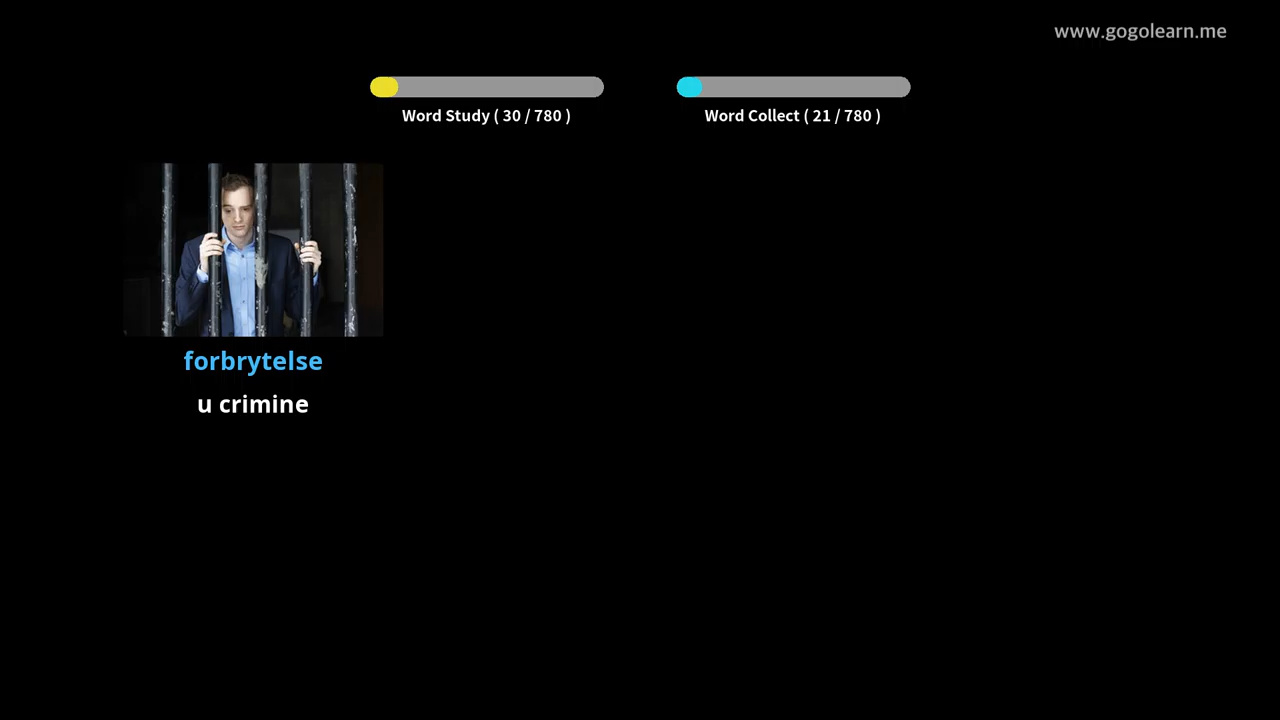 www.gogolearn.me
Word Study ( 30 / 780 )
Word Collect ( 21 / 780 )
forbrytelse
u crimine